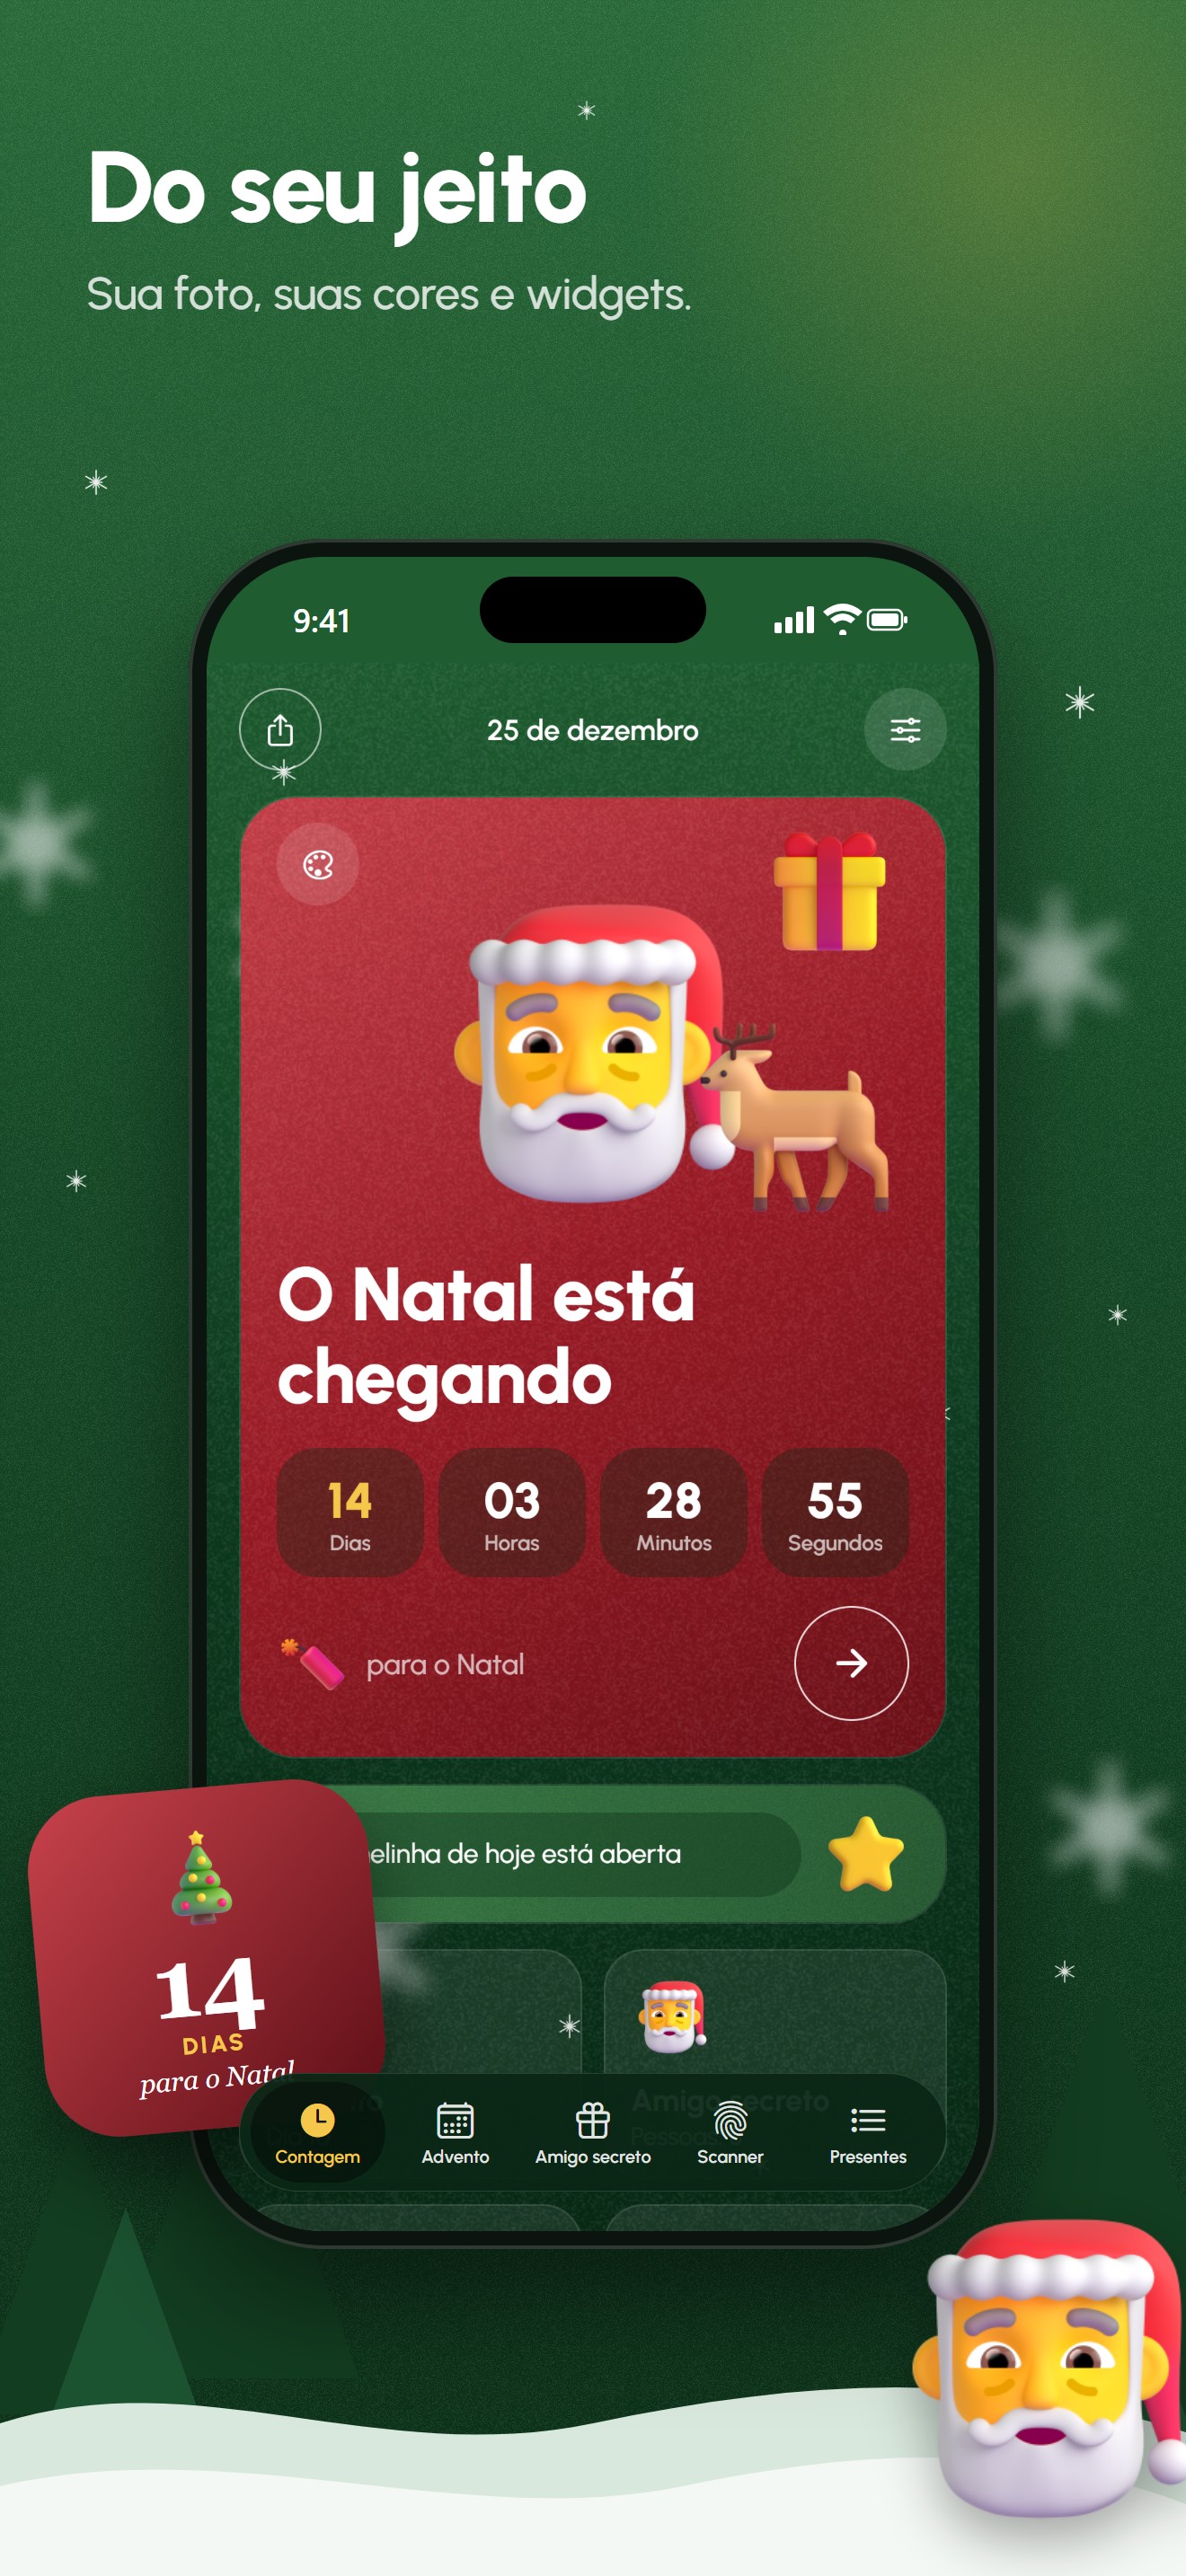 Do seu jeito
Sua foto, suas cores e widgets.
9:41
25 de dezembro
O Natal está
chegando
14
Dias
03
Horas
28
Minutos
55
Segundos
para o Natal
elinha de hoje está aberta
14
DIAS
para o Natal
Amigo secreto
Contagem
Advento
Amigo secreto
Scanner
Presentes